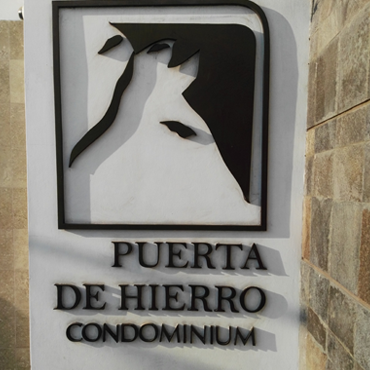 PUERTA
DE HIERRO
CONDOMINIUM